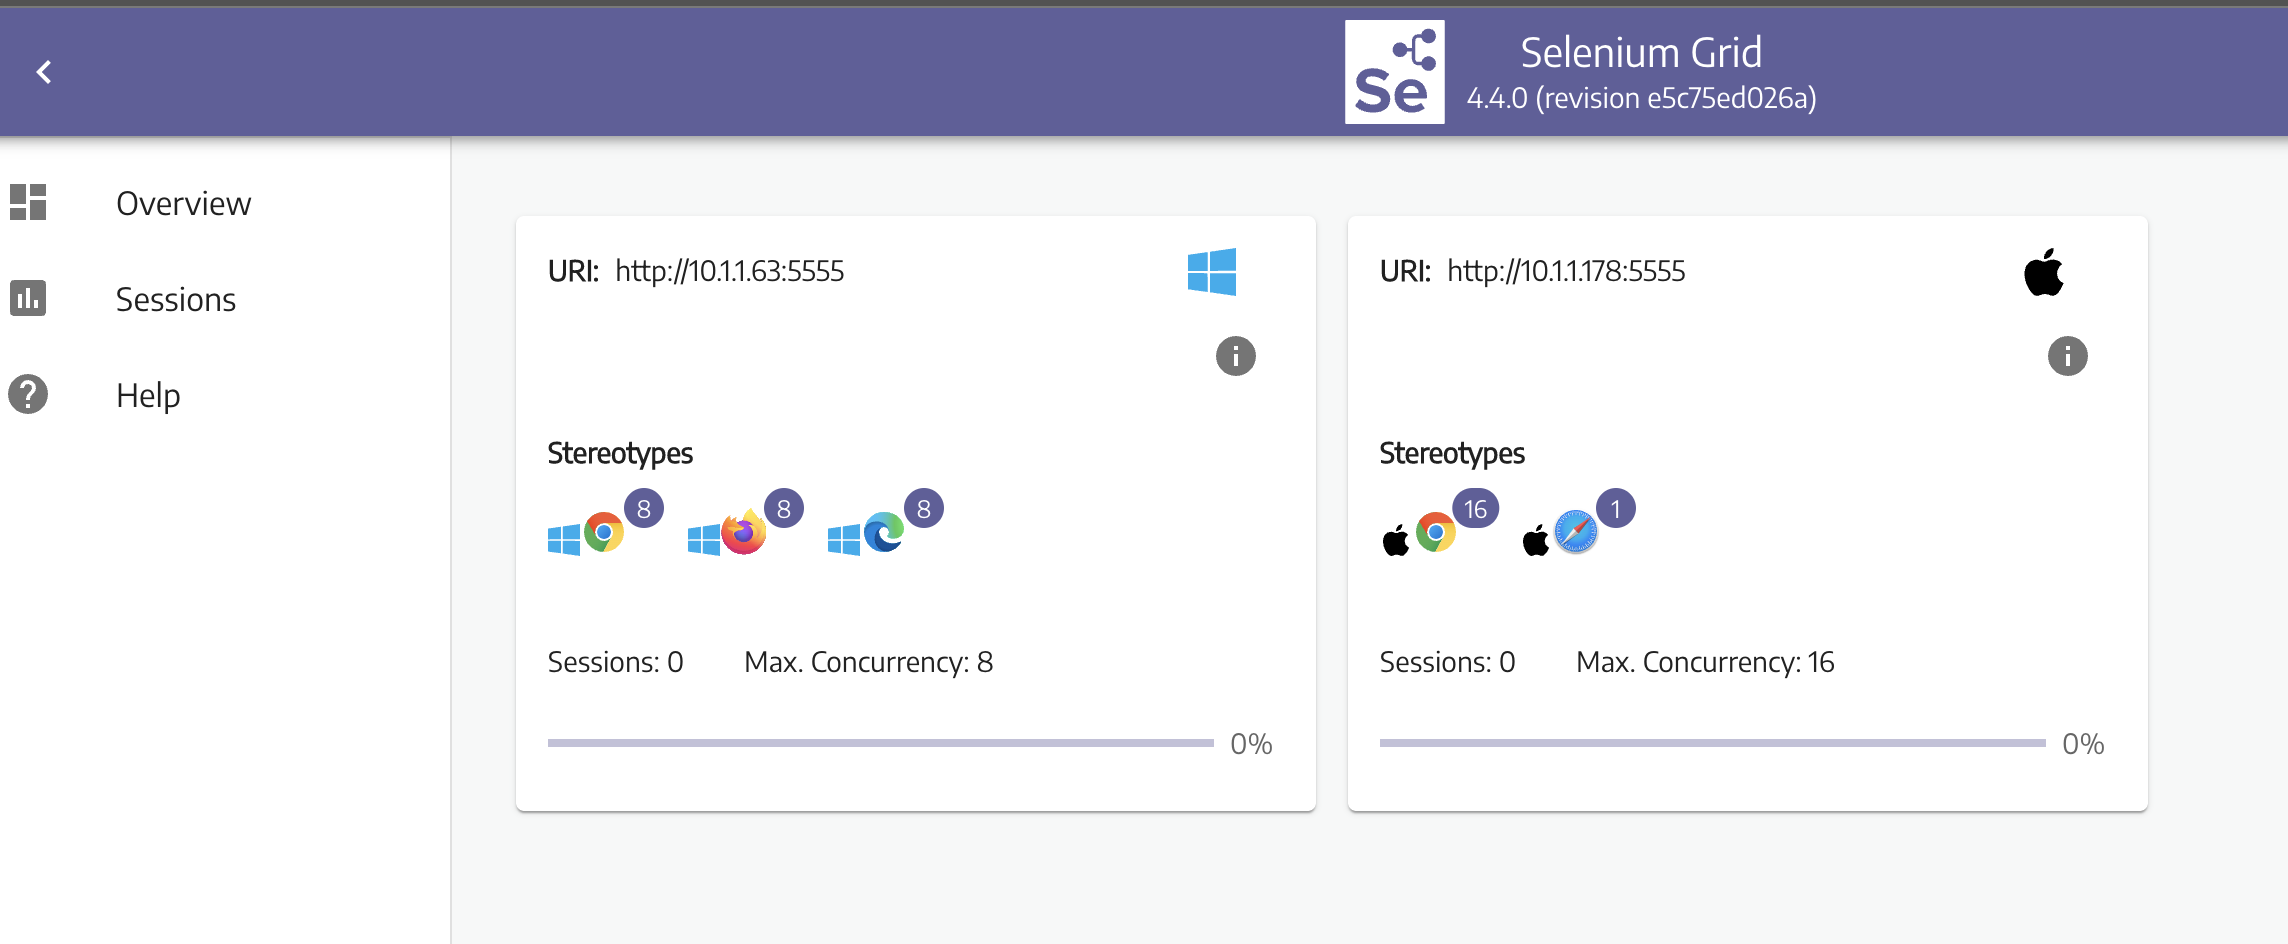 Se
Selenium Grid
4.4.0 (revision e5c75ed026a)
Overview
Sessions
Help
URI: http://10.1.1.63:5555
Stereotypes
8 8 8
Sessions: 0 Max. Concurrency: 8
0%
URI: http://10.1.1.178:5555
Stereotypes
16 1
Sessions: 0 Max. Concurrency: 16
0%